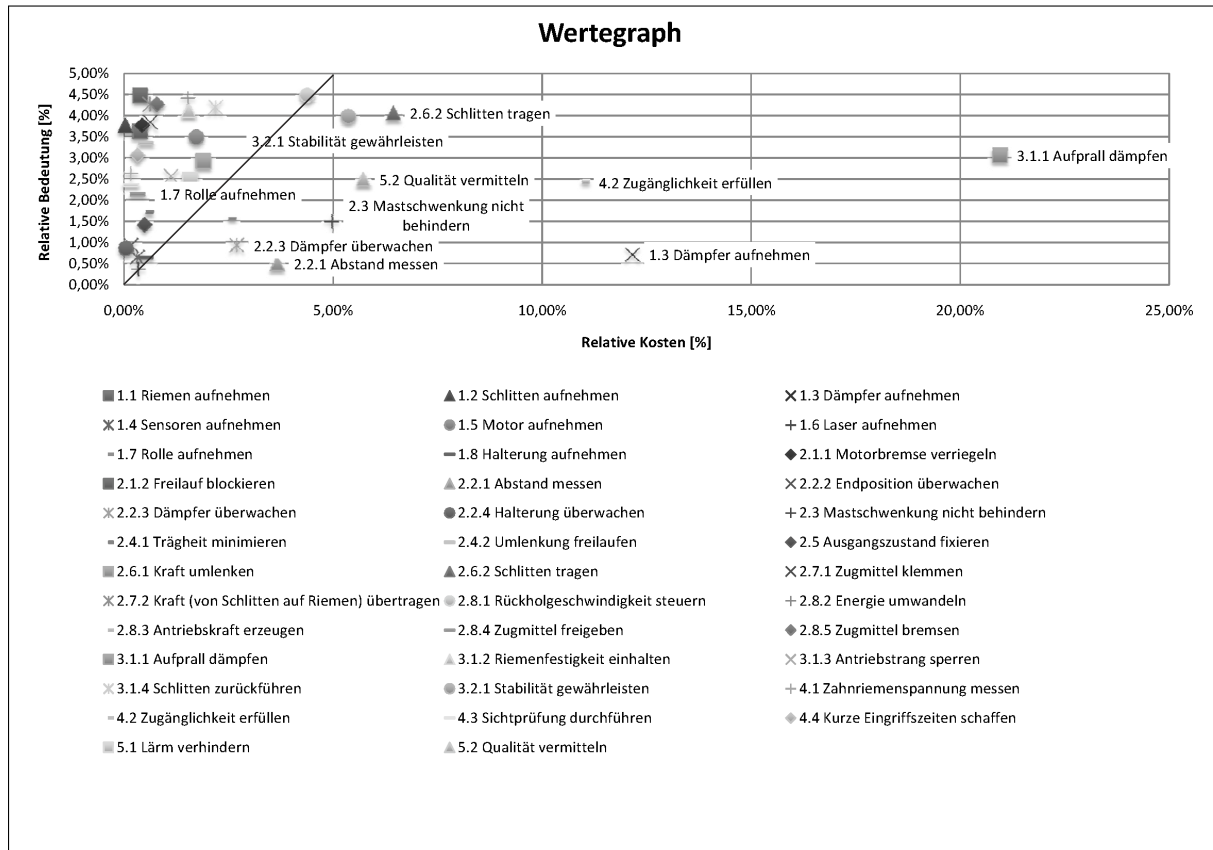 Wertegraph
Relative Bedeutung [%]
5,00%
4,50%
4,00%
3,50%
3,00%
2,50%
2,00%
1,50%
1,00%
0,50%
0,00%
2.6.2 Schlitten tragen
3.2.1 Stabilität gewährleisten
3.1.1 Aufprall dämpfen
5.2 Qualität vermitteln
4.2 Zugänglichkeit erfüllen
1.7 Rolle aufnehmen
2.3 Mastschwenkung nicht
behindern
2.2.3 Dämpfer überwachen
1.3 Dämpfer aufnehmen
2.2.1 Abstand messen
0,00% 5,00% 10,00% 15,00% 20,00% 25,00%
Relative Kosten [%]
1.1 Riemen aufnehmen 1.2 Schlitten aufnehmen 1.3 Dämpfer aufnehmen
1.4 Sensoren aufnehmen 1.5 Motor aufnehmen 1.6 Laser aufnehmen
1.7 Rolle aufnehmen 1.8 Halterung aufnehmen 2.1.1 Motorbremse verriegeln
2.1.2 Freilauf blockieren 2.2.1 Abstand messen 2.2.2 Endposition überwachen
2.2.3 Dämpfer überwachen 2.2.4 Halterung überwachen 2.3 Mastschwenkung nicht behindern
2.4.1 Trägheit minimieren 2.4.2 Umlenkung freilaufen 2.5 Ausgangszustand fixieren
2.6.1 Kraft umlenken 2.6.2 Schlitten tragen 2.7.1 Zugmittel klemmen
2.7.2 Kraft (von Schlitten auf Riemen) übertragen 2.8.1 Rückholgeschwindigkeit steuern 2.8.2 Energie umwandeln
2.8.3 Antriebskraft erzeugen 2.8.4 Zugmittel freigeben 2.8.5 Zugmittel bremsen
3.1.1 Aufprall dämpfen 3.1.2 Riemenfestigkeit einhalten 3.1.3 Antriebstrang sperren
3.1.4 Schlitten zurückführen 3.2.1 Stabilität gewährleisten 4.1 Zahnriemenspannung messen
4.2 Zugänglichkeit erfüllen 4.3 Sichtprüfung durchführen 4.4 Kurze Eingriffszeiten schaffen
5.1 Lärm verhindern 5.2 Qualität vermitteln